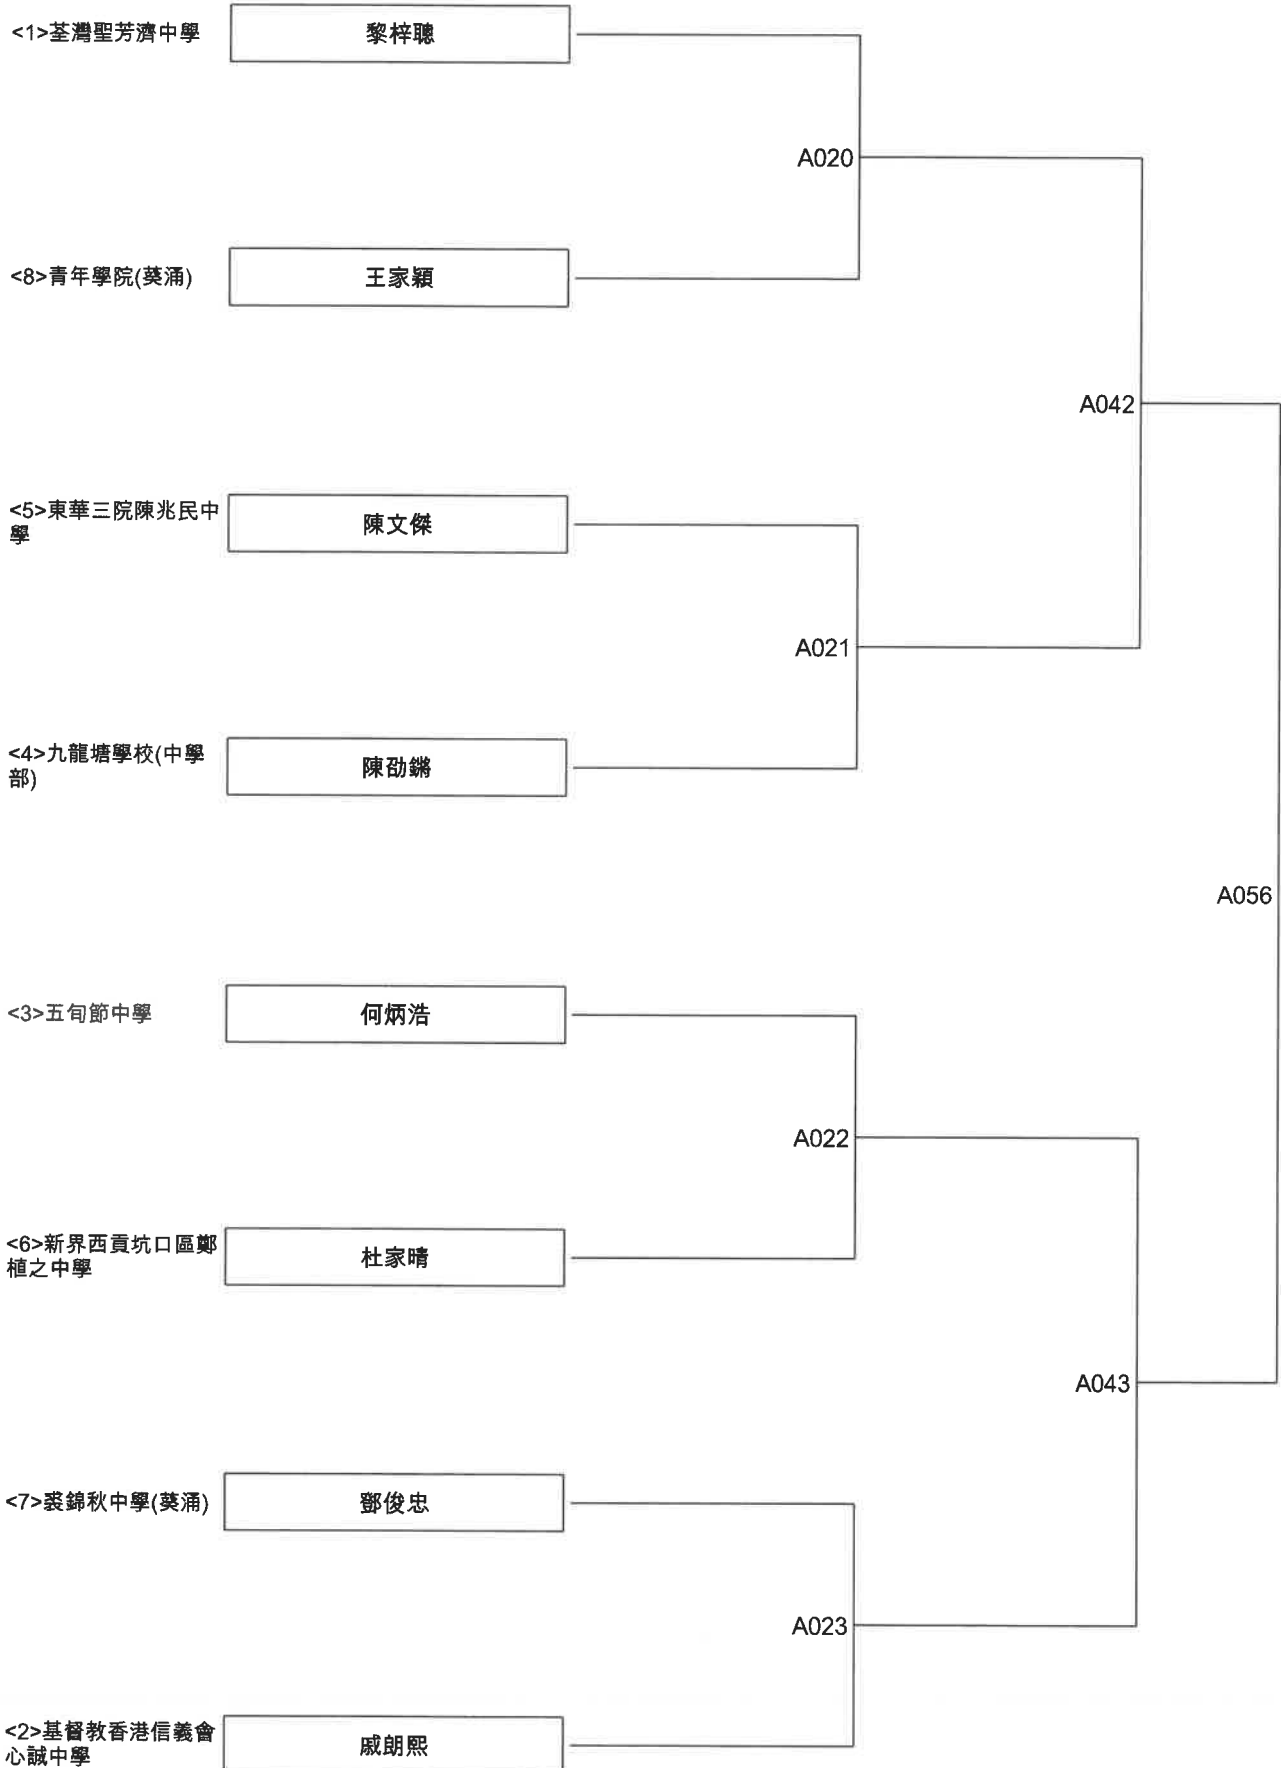 <1>荃灣聖芳濟中學
黎梓聰
A020
<8>青年學院(葵涌)
王家穎
A042
<5>東華三院陳兆民中
學
陳文傑
A021
<4>九龍塘學校(中學
部)
陳劭鏘
A056
<3>五旬節中學
何炳浩
A022
<6>新界西貢坑口區鄭
植之中學
杜家晴
A043
<7>裘錦秋中學(葵涌)
鄧俊忠
A023
<2>基督教香港信義會
心誠中學
戚朗熙